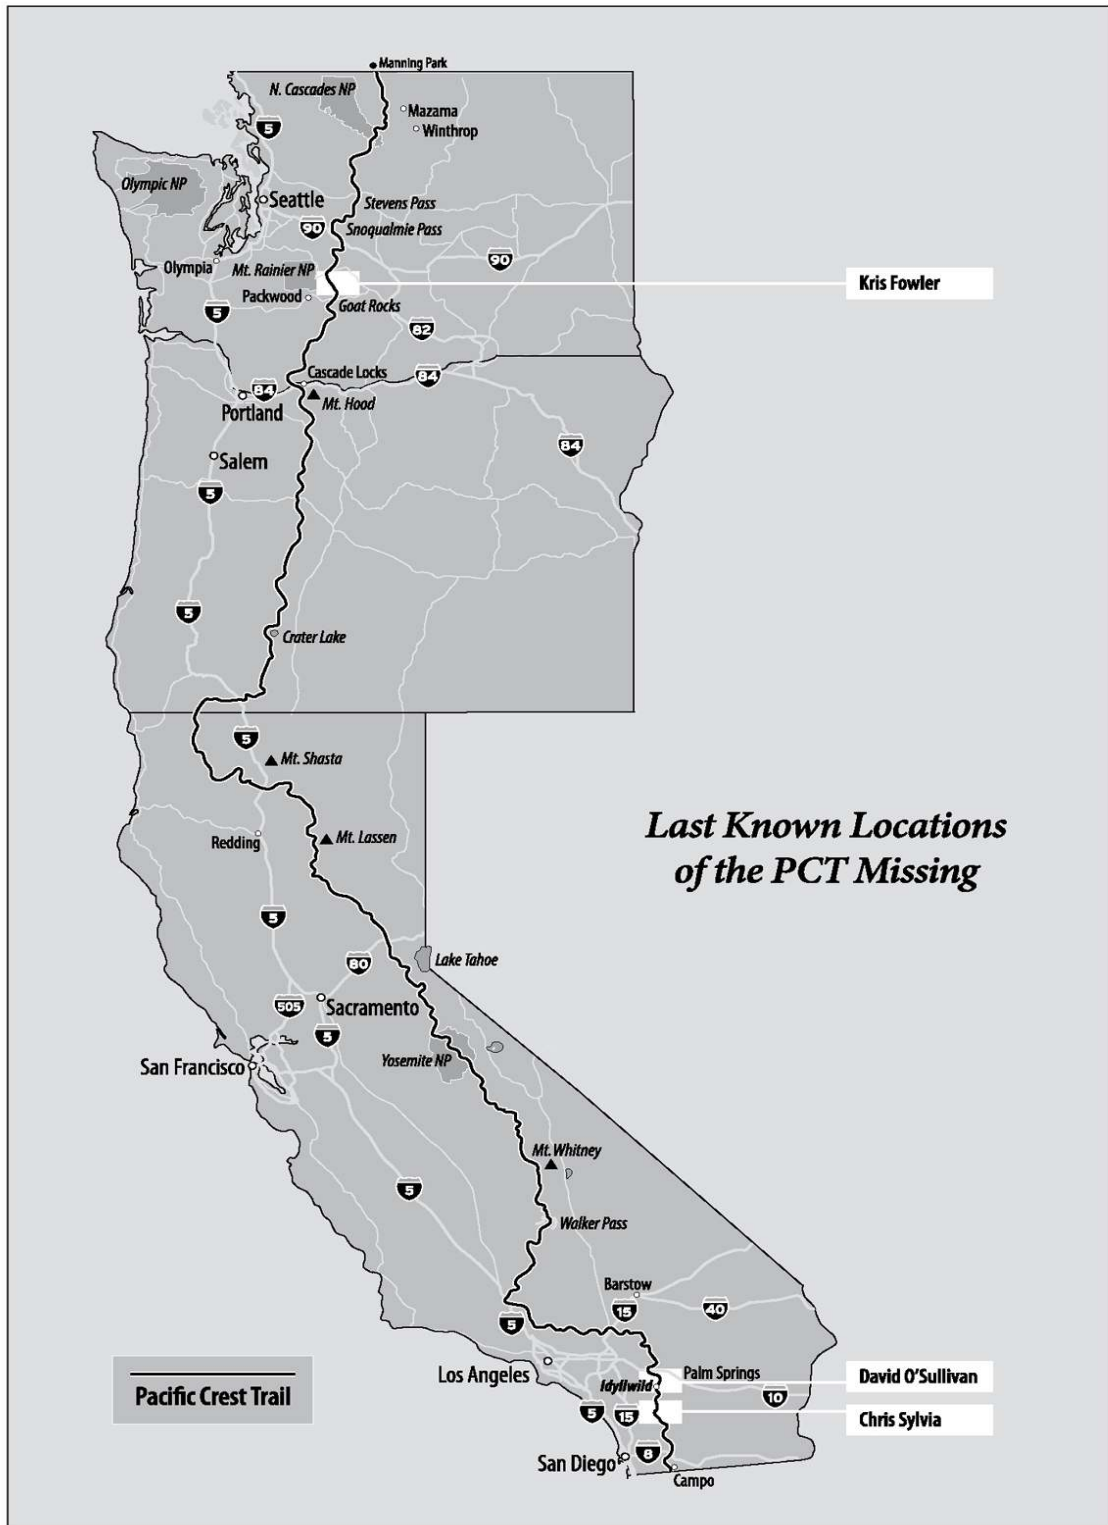 Manning Park
N. Cascades NP
Mazama
5
Winthrop
Olympic NP
Seattle
Stevens Pass
90
Snoqualmie Pass
Olympia
Mt. Rainier NP
90
Kris Fowler
Packwood
Goat Rocks
5
82
Cascade Locks
84
84
Mt. Hood
Portland
84
Salem
5
5
Crater Lake
5
Mt. Shasta
Last Known Locations
of the PCT Missing
Redding
Mt. Lassen
5
80
Lake Tahoe
505
Sacramento
5
San Francisco
Yosemite NP
Mt. Whitney
5
Walker Pass
Barstow
15
40
5
Los Angeles
Palm Springs
David O'Sullivan
Idyllwild
10
Pacific Crest Trail
5
15
Chris Sylvia
San Diego
8
Campo